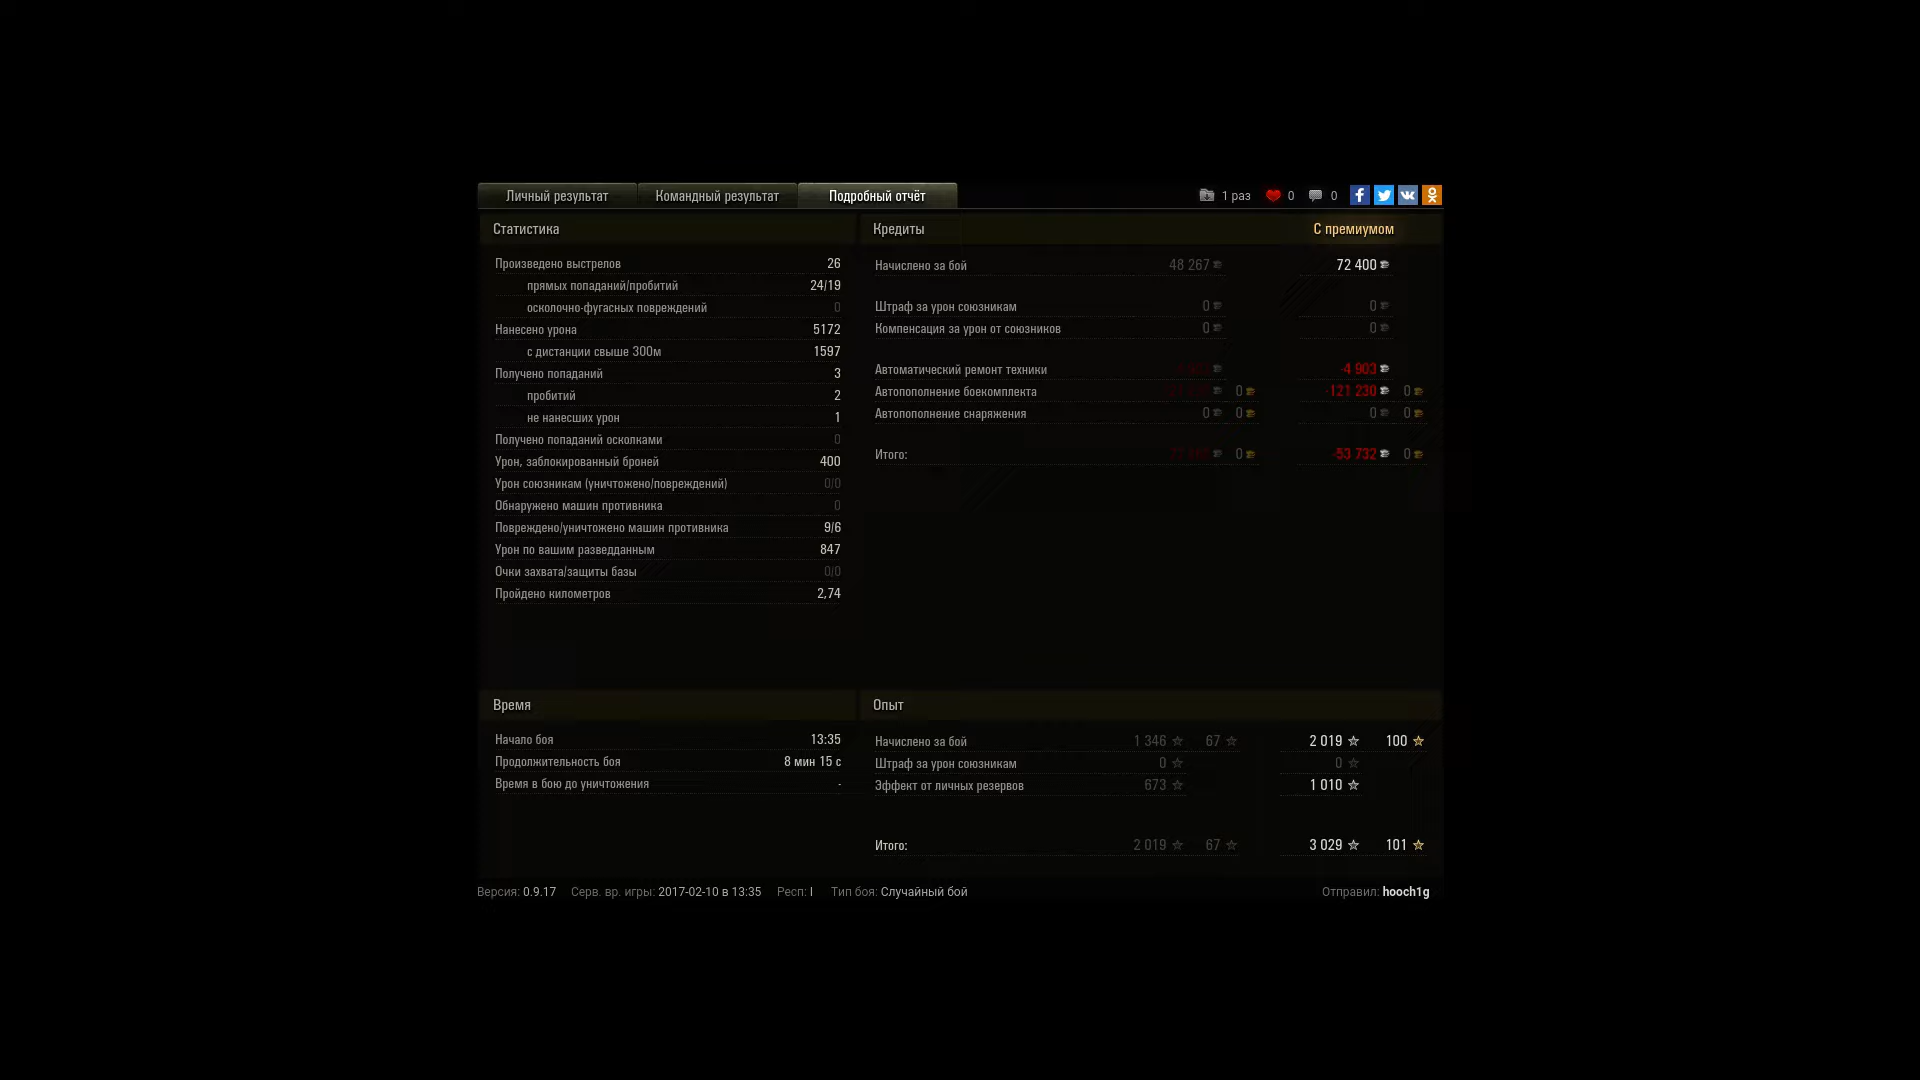 Личный результат Командный результат Подробный отчёт 1 раз 0 0
Статистика
Произведено выстрелов 26
прямых попаданий/пробитий 24/19
осколочно-фугасных повреждений 0
Нанесено урона 5172
с дистанции свыше 300м 1597
Получено попаданий 3
пробитий 2
не нанесших урон 1
Получено попаданий осколками 0
Урон, заблокированный броней 400
Урон союзникам (уничтожено/повреждений) 0/0
Обнаружено машин противника 0
Повреждено/уничтожено машин противника 9/6
Урон по вашим разведданным 847
Очки захвата/защиты базы 0/0
Пройдено километров 2,74
Кредиты С премиумом
Начислено за бой 48 267 72 400
Штраф за урон союзникам 0 0
Компенсация за урон от союзников 0 0
Автоматический ремонт техники -4 903
Автопополнение боекомплекта 0 -121 230 0
Автопополнение снаряжения 0 0 0 0
Итого: 0 -53 732 0
Время
Начало боя 13:35
Продолжительность боя 8 мин 15 с
Время в бою до уничтожения -
Опыт
Начислено за бой 1 346 67 2 019 100
Штраф за урон союзникам 0 0
Эффект от личных резервов 673 1 010
Итого: 2 019 67 3 029 101
Версия: 0.9.17 Серв. вр. игры: 2017-02-10 в 13:35 Респ: I Тип боя: Случайный бой Отправил: hooch1g